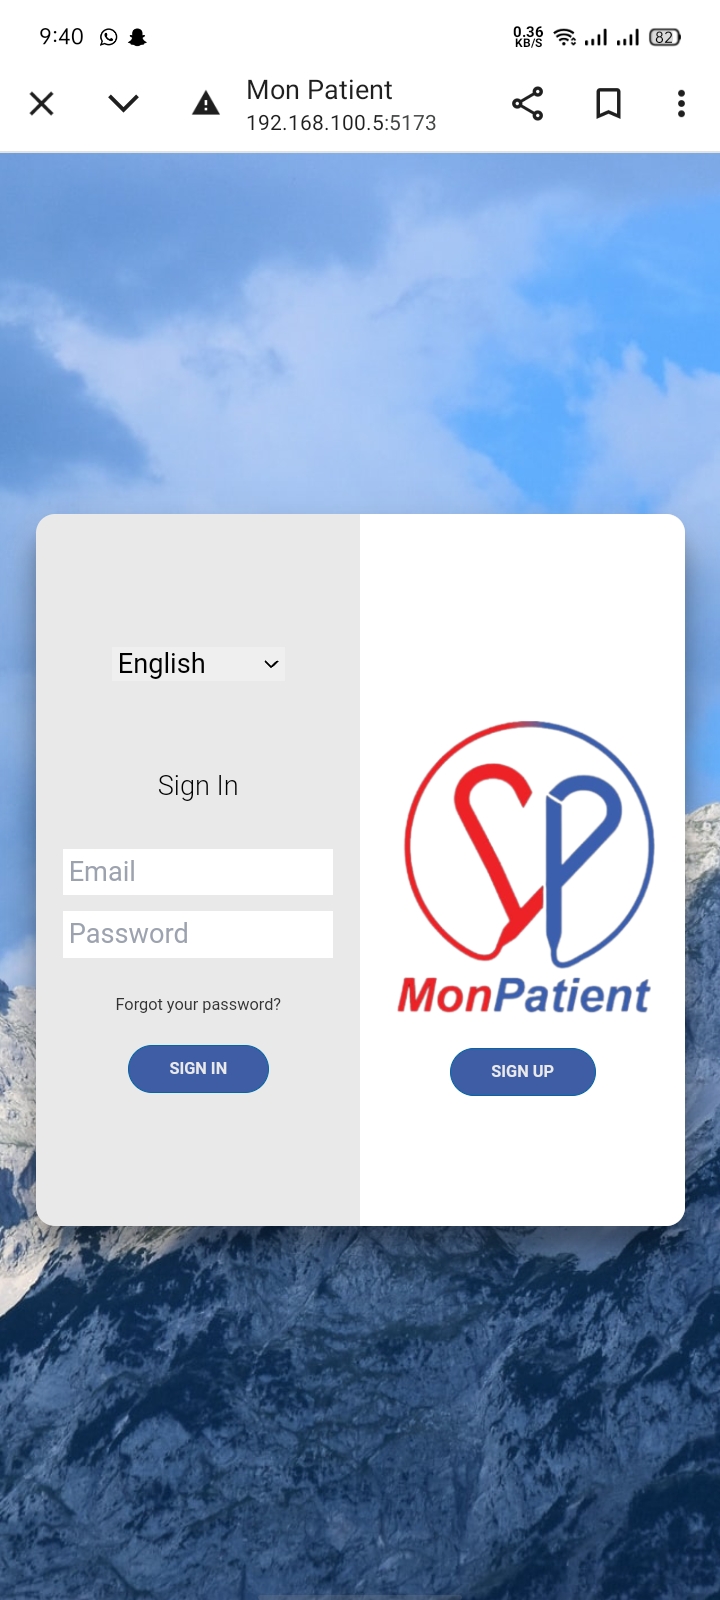 9:40
0.36
KB/S
82
Mon Patient
192.168.100.5:5173
English
Sign In
Email
Password
Forgot your password?
SIGN IN
MonPatient
SIGN UP